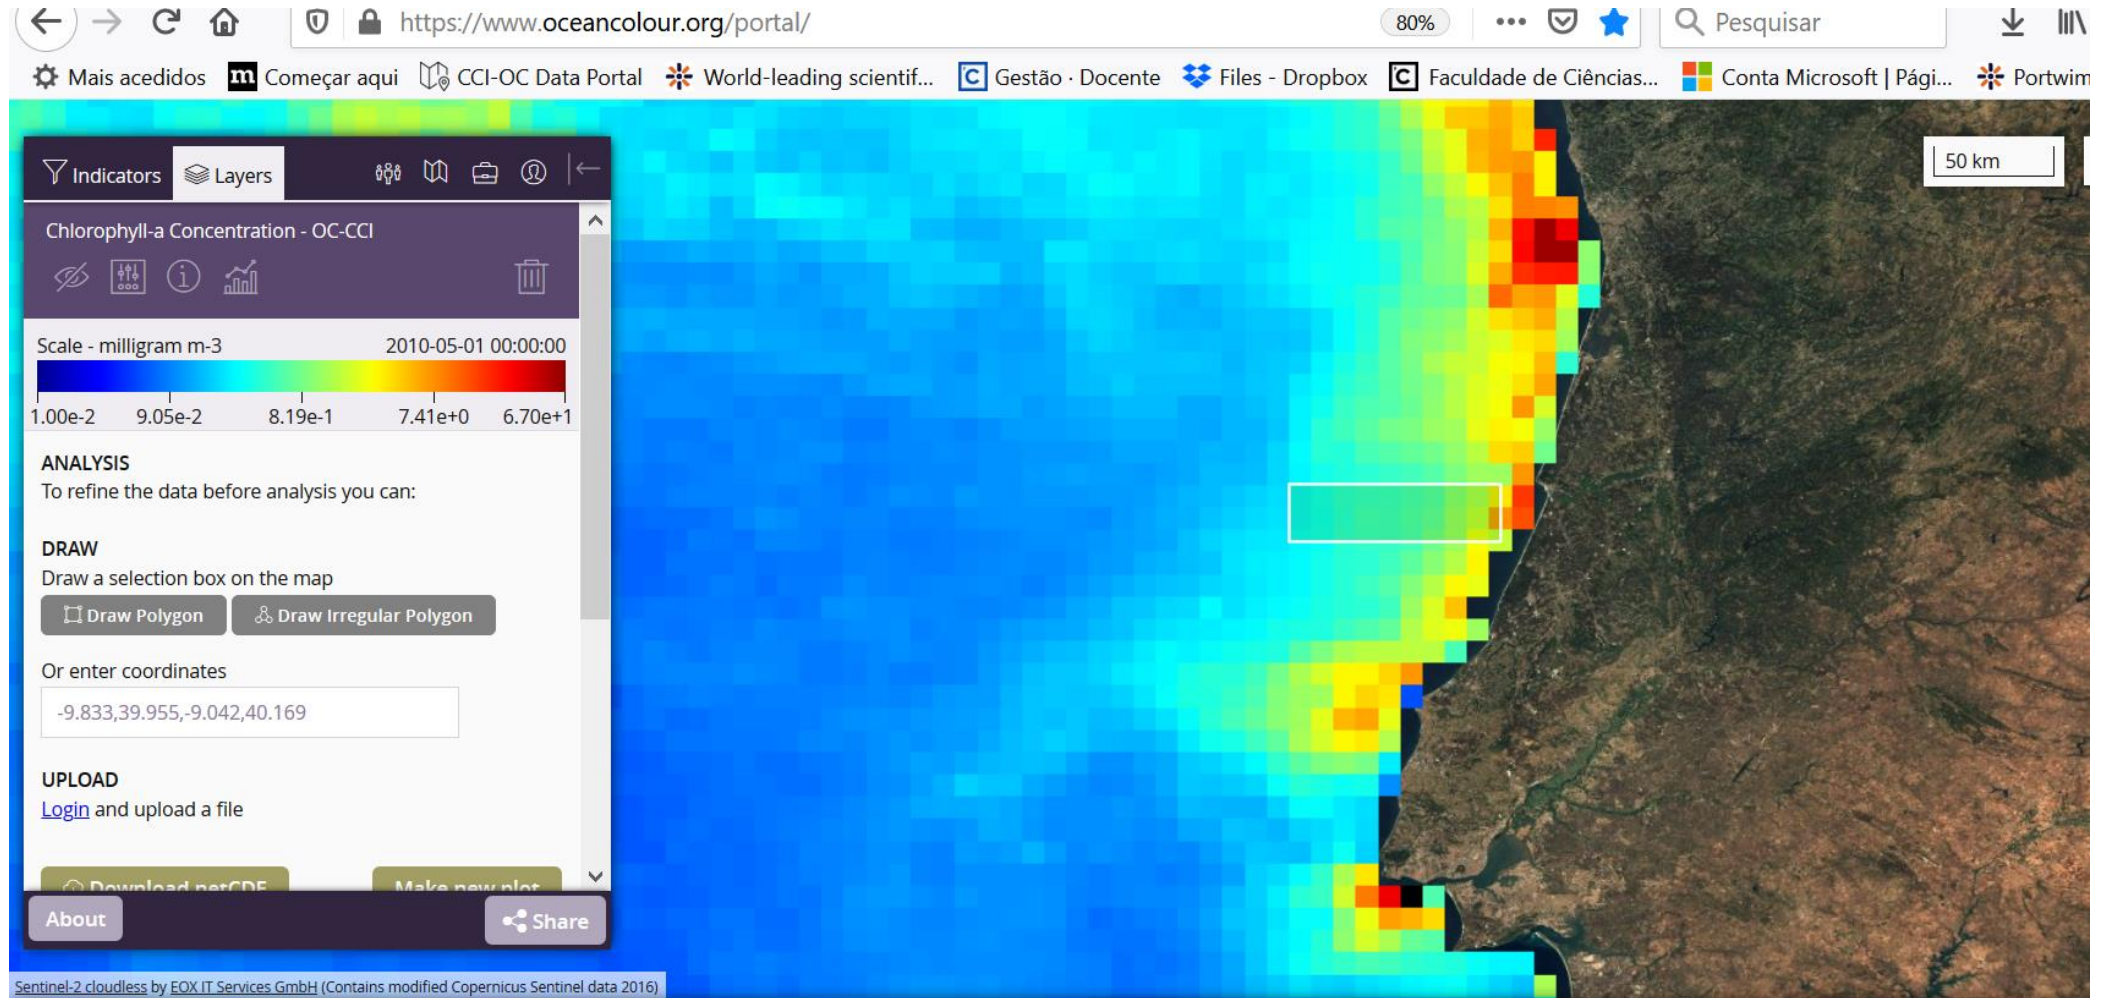 https://www.oceancolour.org/portal/
80%
Pesquisar
Mais acedidos
m Começar aqui
CCI-OC Data Portal
World-leading scientif...
C Gestão · Docente
Files - Dropbox
C Faculdade de Ciências...
Conta Microsoft | Pági...
Portwim
Indicators
Layers
50 km
Chlorophyll-a Concentration - OC-CCI
Scale - milligram m-3
2010-05-01 00:00:00
1.00e-2 9.05e-2 8.19e-1 7.41e+0 6.70e+1
ANALYSIS
To refine the data before analysis you can:
DRAW
Draw a selection box on the map
Draw Polygon
Draw Irregular Polygon
Or enter coordinates
-9.833,39.955,-9.042,40.169
UPLOAD
Login and upload a file
Download netCDF
Make new plot
About
Share
Sentinel-2 cloudless by EOX IT Services GmbH (Contains modified Copernicus Sentinel data 2016)